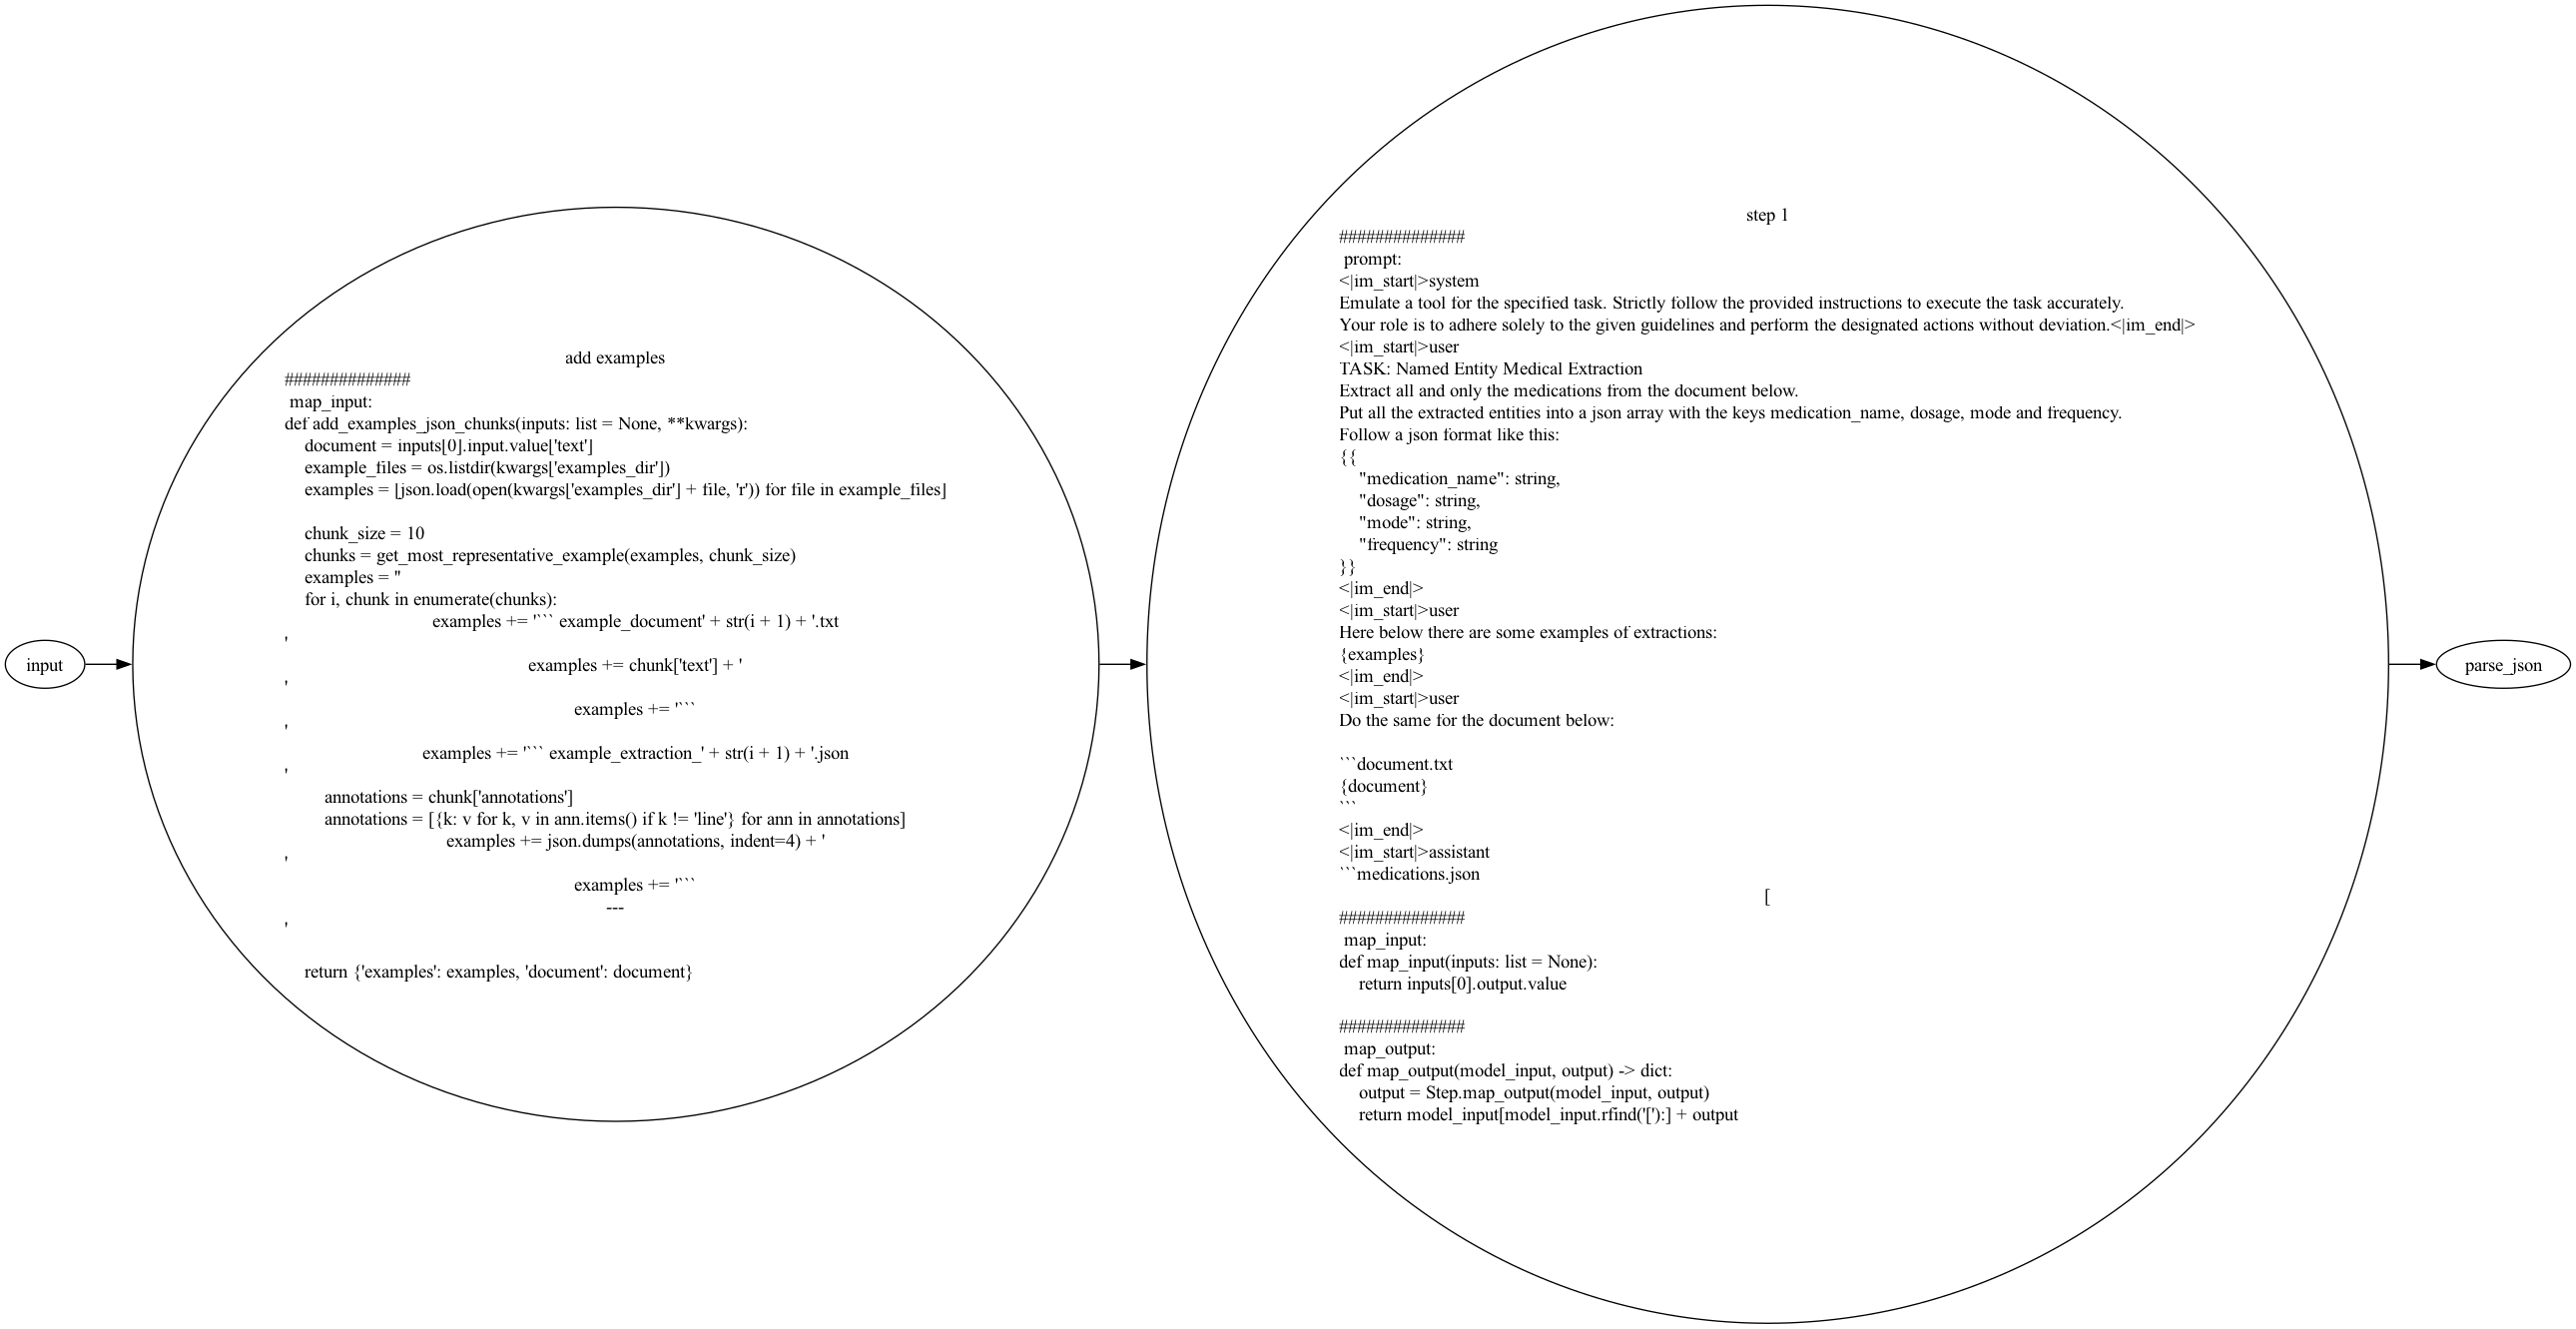 input
add examples
##############
map_input:
def add_examples_json_chunks(inputs: list = None, **kwargs):
    document = inputs[0].input.value['text']
    example_files = os.listdir(kwargs['examples_dir'])
    examples = [json.load(open(kwargs['examples_dir'] + file, 'r')) for file in example_files]
    chunk_size = 10
    chunks = get_most_representative_example(examples, chunk_size)
    examples = ''
    for i, chunk in enumerate(chunks):
        examples += '``` example_document' + str(i + 1) + '.txt
'
        examples += chunk['text'] + '
'
        examples += '```
'
        examples += '``` example_extraction_' + str(i + 1) + '.json
'
        annotations = chunk['annotations']
        annotations = [{k: v for k, v in ann.items() if k != 'line'} for ann in annotations]
        examples += json.dumps(annotations, indent=4) + '
'
        examples += '```
---
'
    return {'examples': examples, 'document': document}
step 1
##############
prompt:
<|im_start|>system
Emulate a tool for the specified task. Strictly follow the provided instructions to execute the task accurately.
Your role is to adhere solely to the given guidelines and perform the designated actions without deviation.<|im_end|>
<|im_start|>user
TASK: Named Entity Medical Extraction
Extract all and only the medications from the document below.
Put all the extracted entities into a json array with the keys medication_name, dosage, mode and frequency.
Follow a json format like this:
{{
    "medication_name": string,
    "dosage": string,
    "mode": string,
    "frequency": string
}}
<|im_end|>
<|im_start|>user
Here below there are some examples of extractions:
{examples}
<|im_end|>
<|im_start|>user
Do the same for the document below:
```document.txt
{document}
```
<|im_end|>
<|im_start|>assistant
```medications.json
[
##############
map_input:
def map_input(inputs: list = None):
    return inputs[0].output.value
##############
map_output:
def map_output(model_input, output) -> dict:
    output = Step.map_output(model_input, output)
    return model_input[model_input.rfind('['):] + output
parse_json